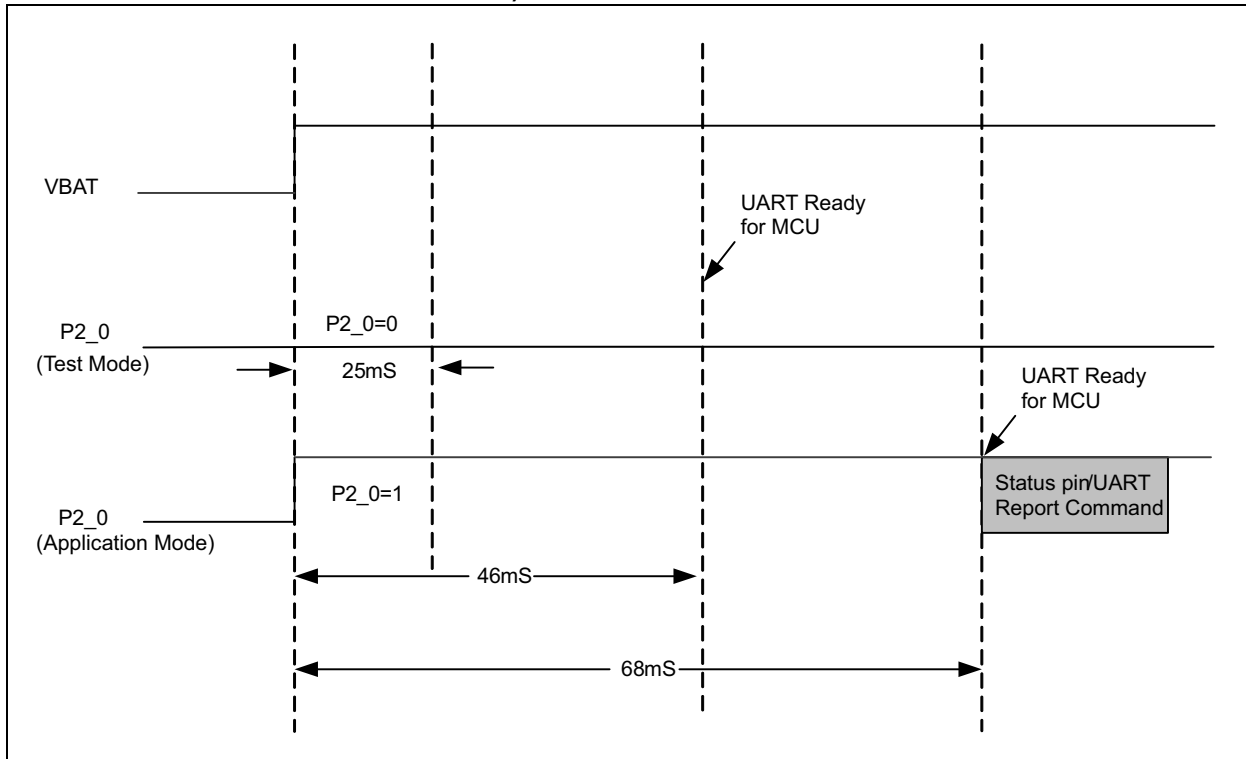 VBAT
UART Ready
for MCU
P2_0
(Test Mode)
P2_0=0
25mS
UART Ready
for MCU
P2_0=1
Status pin/UART
Report Command
P2_0
(Application Mode)
46mS
68mS